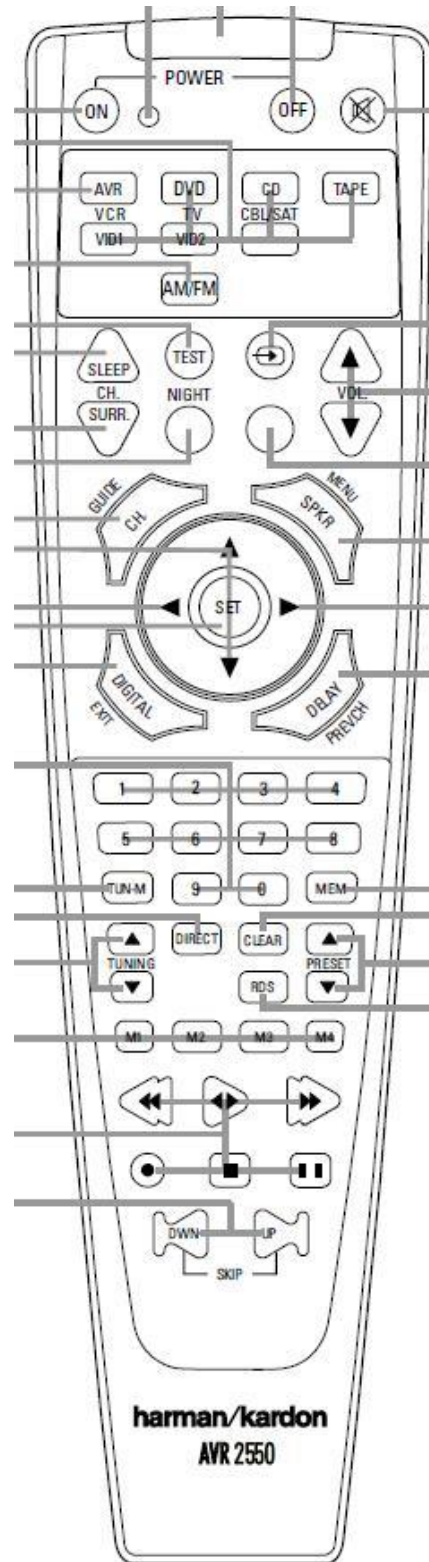 POWER
ON OFF
AVR DVD CD TAPE
VCR TV CBL/SAT
VID1 VID2
AM/FM
SLEEP TEST
CH. NIGHT VOL.
SURR.
GUIDE MENU
CH. SPKR
SET
DIGITAL DELAY
EXIT PREV.CH
1 2 3 4
5 6 7 8
TUN-M 9 0 MEM
DIRECT CLEAR
TUNING PRESET
RDS
M1 M2 M3 M4
DWN UP
SKIP
harman/kardon
AVR 2550